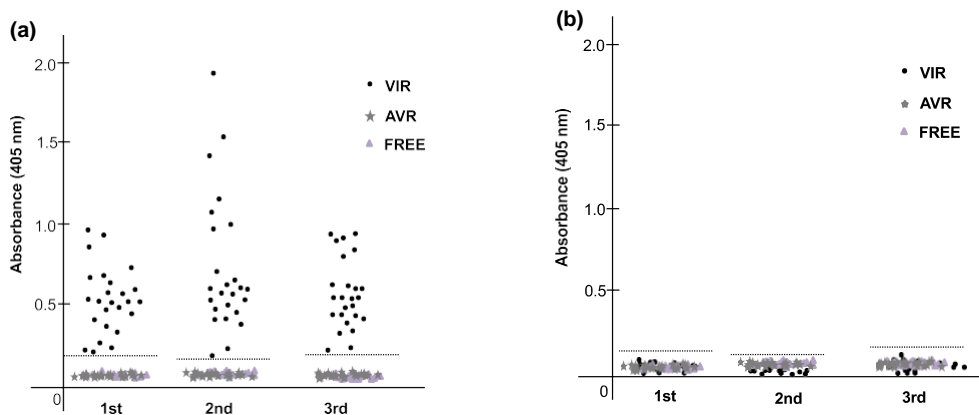 (a)
Absorbance (405 nm)
2.0
1.5
1.0
0.5
0
1st
2nd
3rd
VIR
AVR
FREE
(b)
Absorbance (405 nm)
2.0
1.5
1.0
0.5
0
1st
2nd
3rd
VIR
AVR
FREE